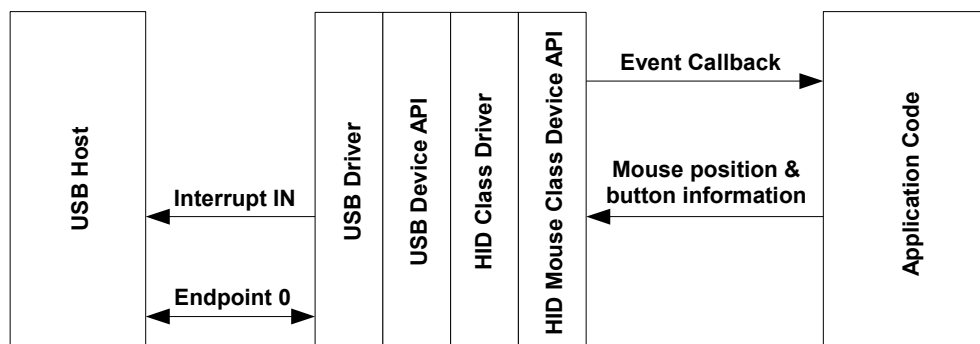 USB Host
Interrupt IN
Endpoint 0
USB Driver
USB Device API
HID Class Driver
HID Mouse Class Device API
Event Callback
Mouse position &
button information
Application Code